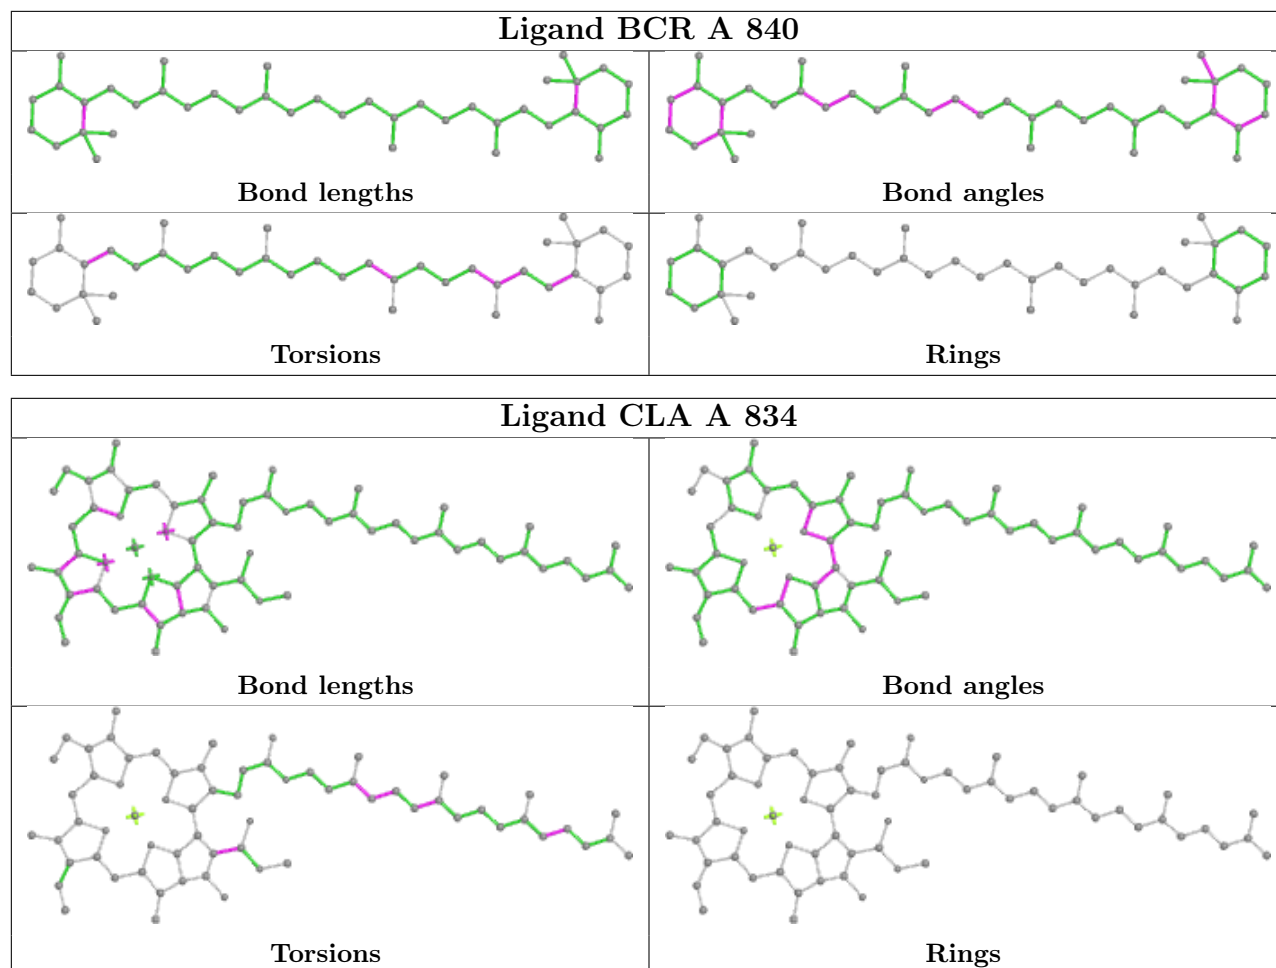 Ligand BCR A 840
Bond lengths
Bond angles
Torsions
Rings
Ligand CLA A 834
Bond lengths
Bond angles
Torsions
Rings